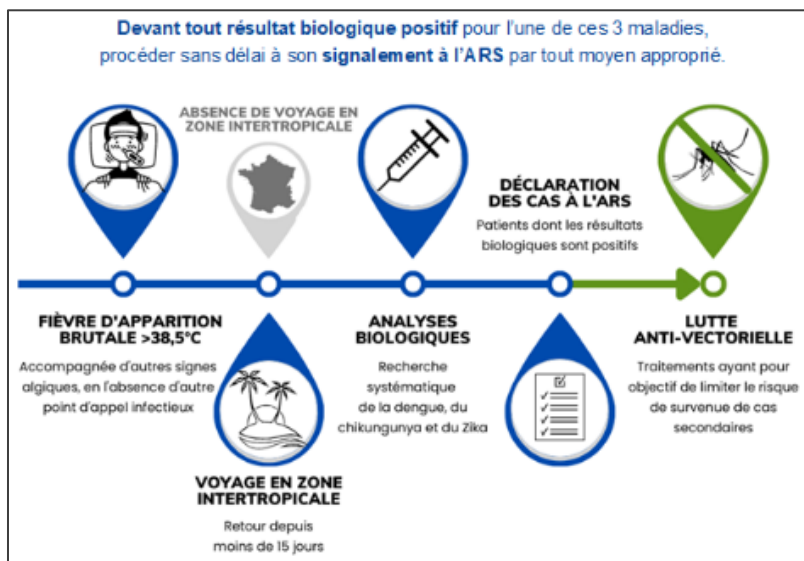 Devant tout résultat biologique positif pour l'une de ces 3 maladies,
procéder sans délai à son signalement à l'ARS par tout moyen approprié.
ABSENCE DE VOYAGE EN
ZONE INTERTROPICALE
DÉCLARATION
DES CAS À L'ARS
Patients dont les résultats
biologiques sont positifs
FIÈVRE D'APPARITION
BRUTALE >38,5°C
Accompagnée d'autres signes
algiques, en l'absence d'autre
point d'appel infectieux
VOYAGE EN ZONE
INTERTROPICALE
Retour depuis
moins de 15 jours
ANALYSES
BIOLOGIQUES
Recherche
systématique
de la dengue, du
chikungunya et du Zika
LUTTE
ANTI-VECTORIELLE
Traitements ayant pour
objectif de limiter le risque
de survenue de cas
secondaires